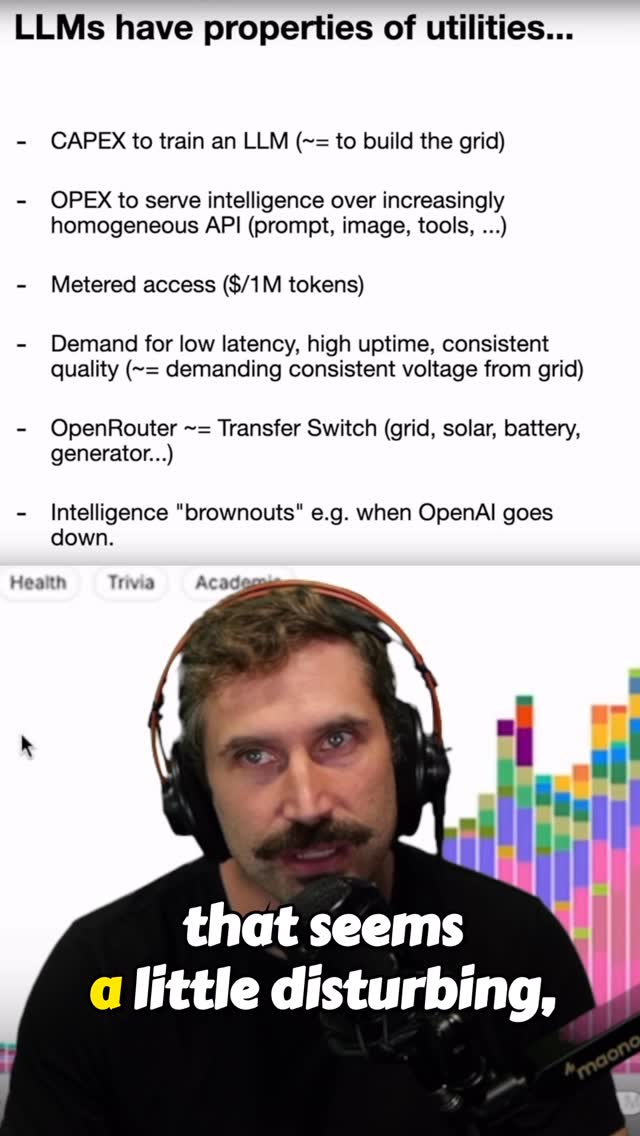 LLMs have properties of utilities...
- CAPEX to train an LLM (~= to build the grid)
- OPEX to serve intelligence over increasingly
homogeneous API (prompt, image, tools, ...)
- Metered access ($/1M tokens)
- Demand for low latency, high uptime, consistent
quality (~= demanding consistent voltage from grid)
- OpenRouter ~= Transfer Switch (grid, solar, battery,
generator...)
- Intelligence "brownouts" e.g. when OpenAI goes
down.
Health Trivia Academic
that seems
a little disturbing,
maono